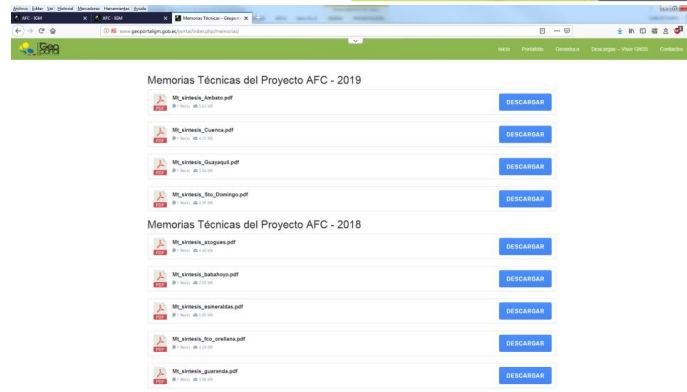 Archivo Editar Ver Historial Marcadores Herramientas Ayuda
AFC - IGM
AFC - IGM
Memorias Técnicas – Geoport
www.geoportaligm.gob.ec/portal/index.php/memorias/
Geo
portal
Inicio
Portafolio
Geoeduca
Descargas – Visor GNSS
Contactos
Memorias Técnicas del Proyecto AFC - 2019
Mt_sintesis_Ambato.pdf
DESCARGAR
Mt_sintesis_Cuenca.pdf
DESCARGAR
Mt_sintesis_Guayaquil.pdf
DESCARGAR
Mt_sintesis_Sto_Domingo.pdf
DESCARGAR
Memorias Técnicas del Proyecto AFC - 2018
Mt_sintesis_azogues.pdf
DESCARGAR
Mt_sintesis_babahoyo.pdf
DESCARGAR
Mt_sintesis_esmeraldas.pdf
DESCARGAR
Mt_sintesis_fco_orellana.pdf
DESCARGAR
Mt_sintesis_guaranda.pdf
DESCARGAR